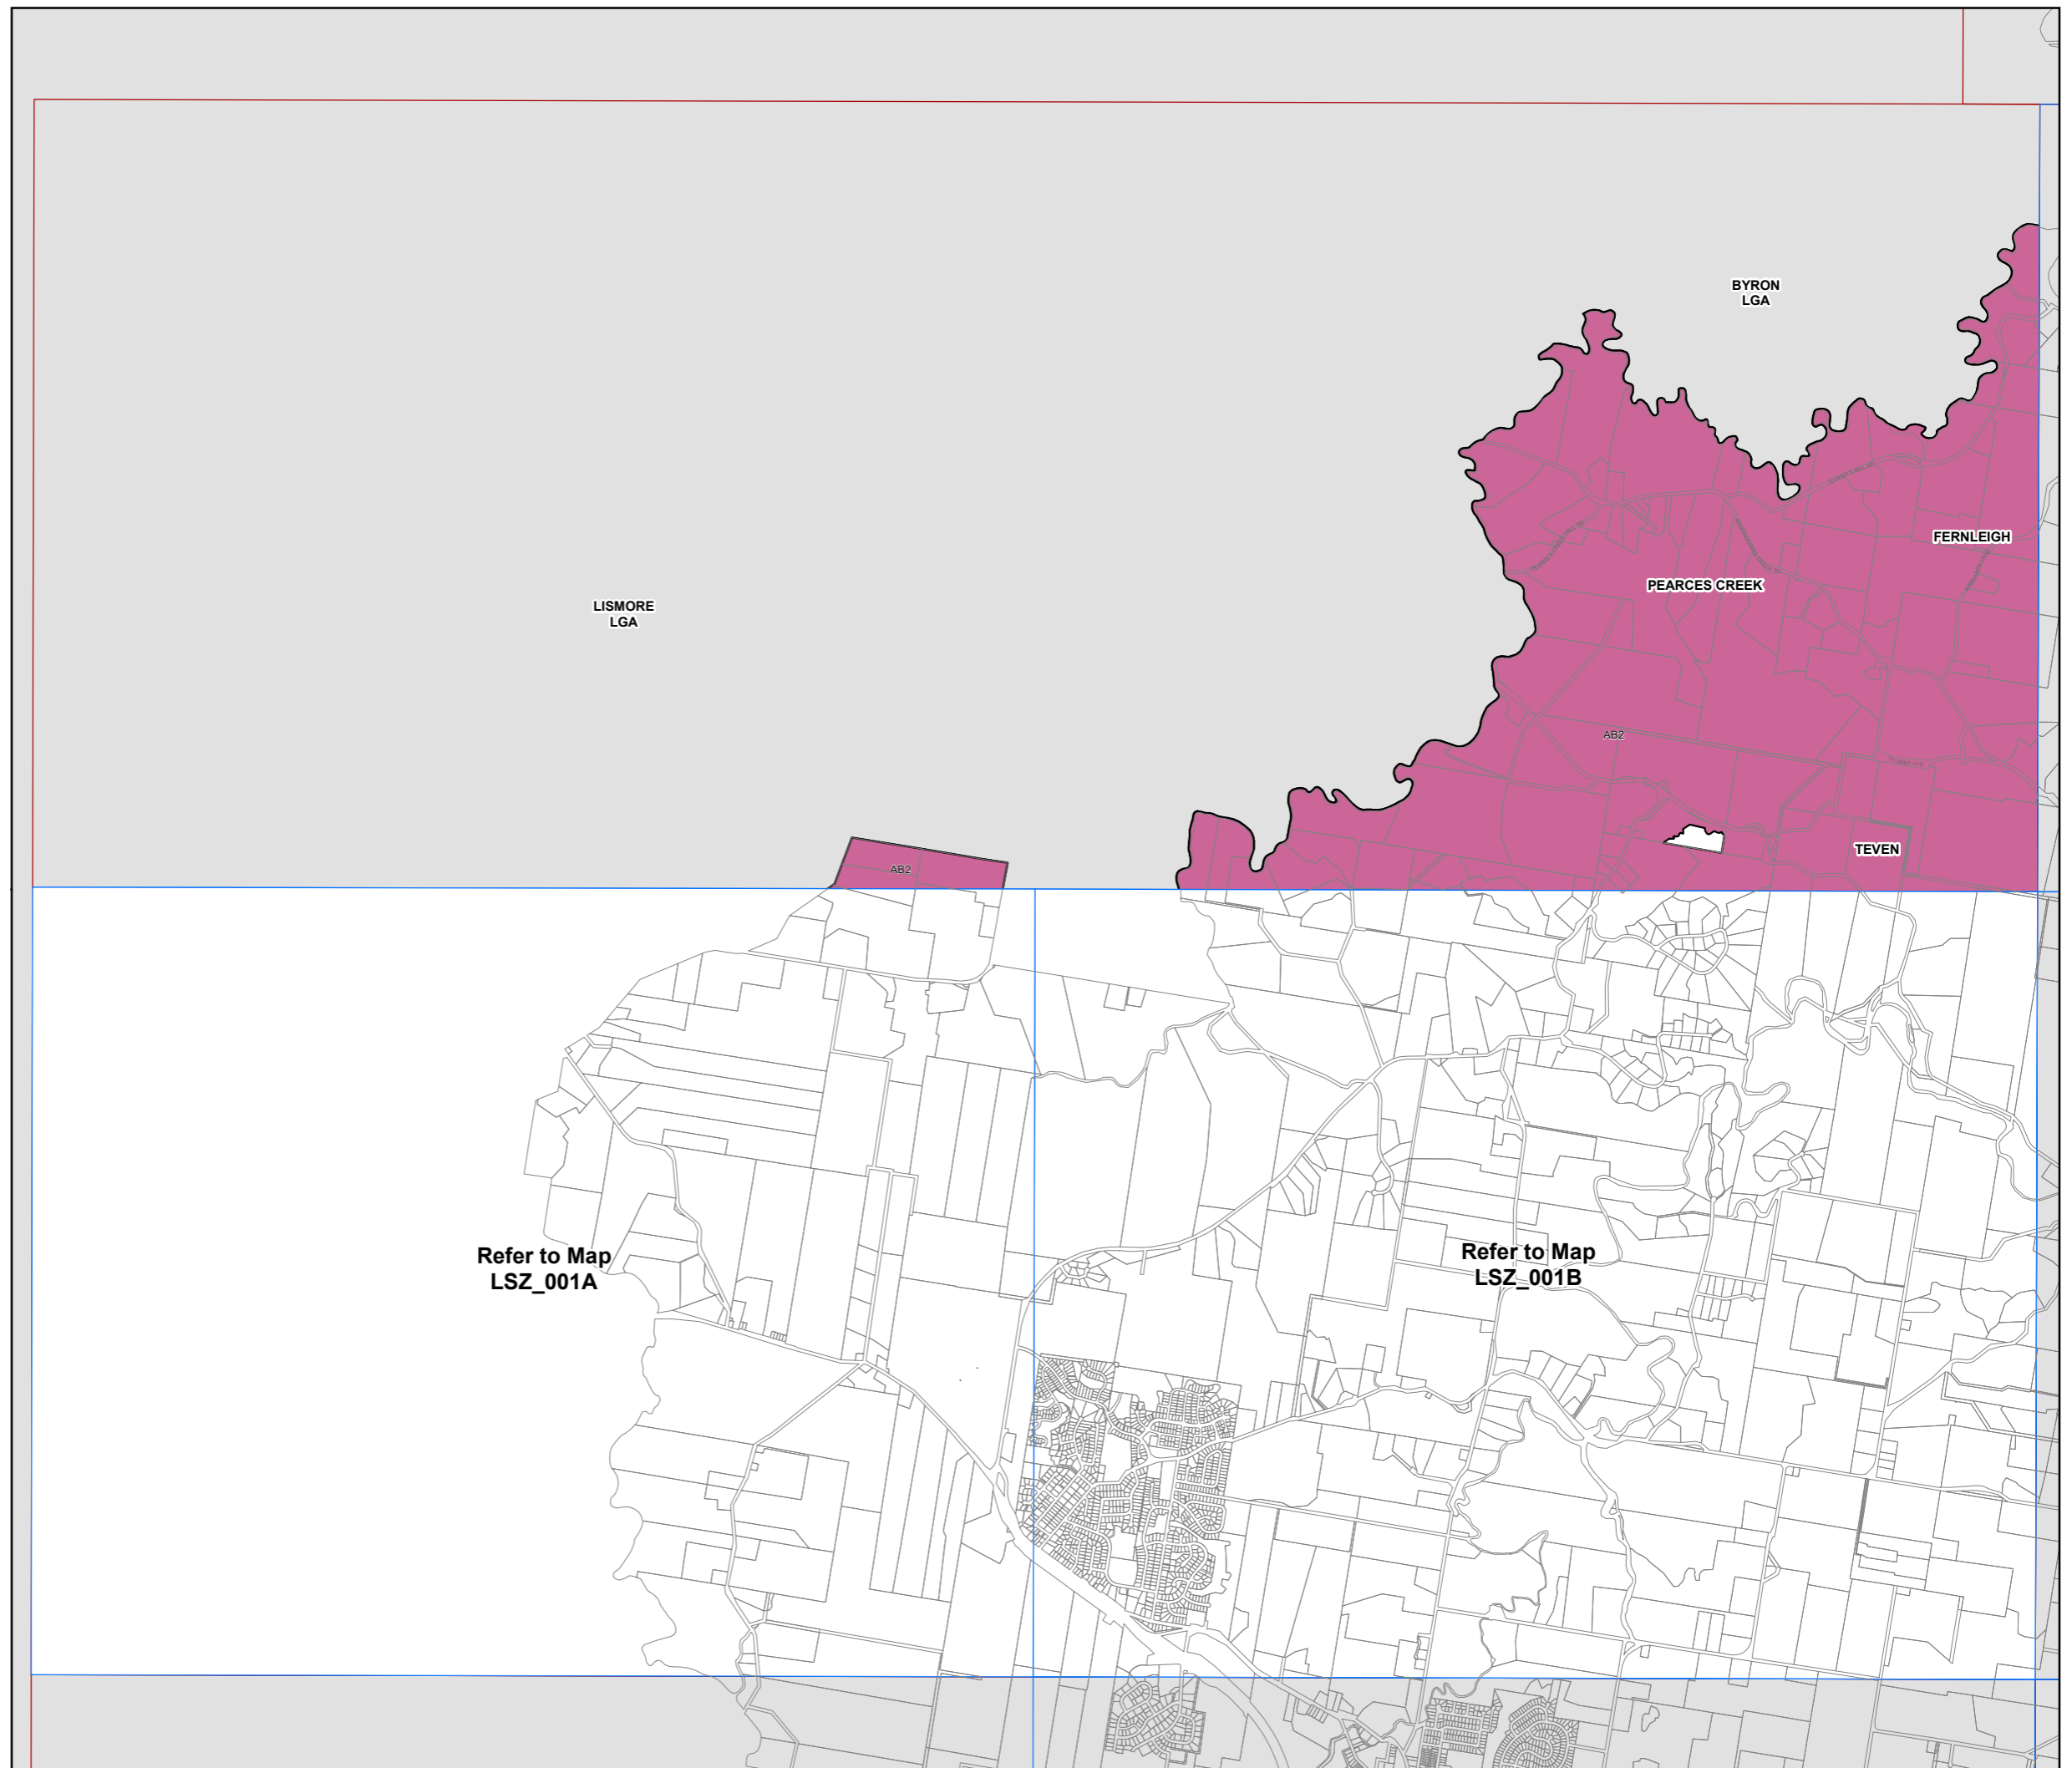 BYRON
LGA
FERNLEIGH
PEARCES CREEK
LISMORE
LGA
AB2
TEVEN
AB2
Refer to Map
LSZ_001A
Refer to Map
LSZ_001B